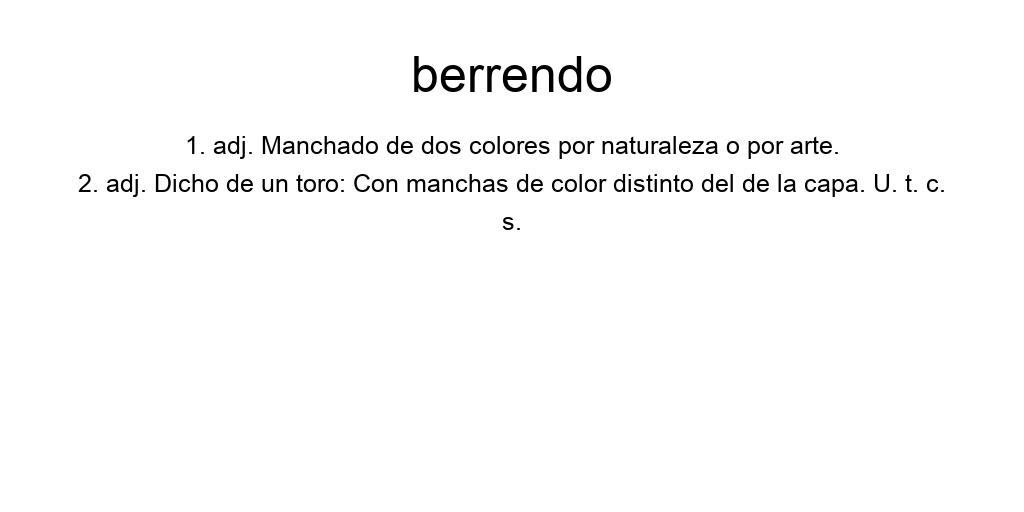 berrendo
1. adj. Manchado de dos colores por naturaleza o por arte.
2. adj. Dicho de un toro: Con manchas de color distinto del de la capa. U. t. c.
s.